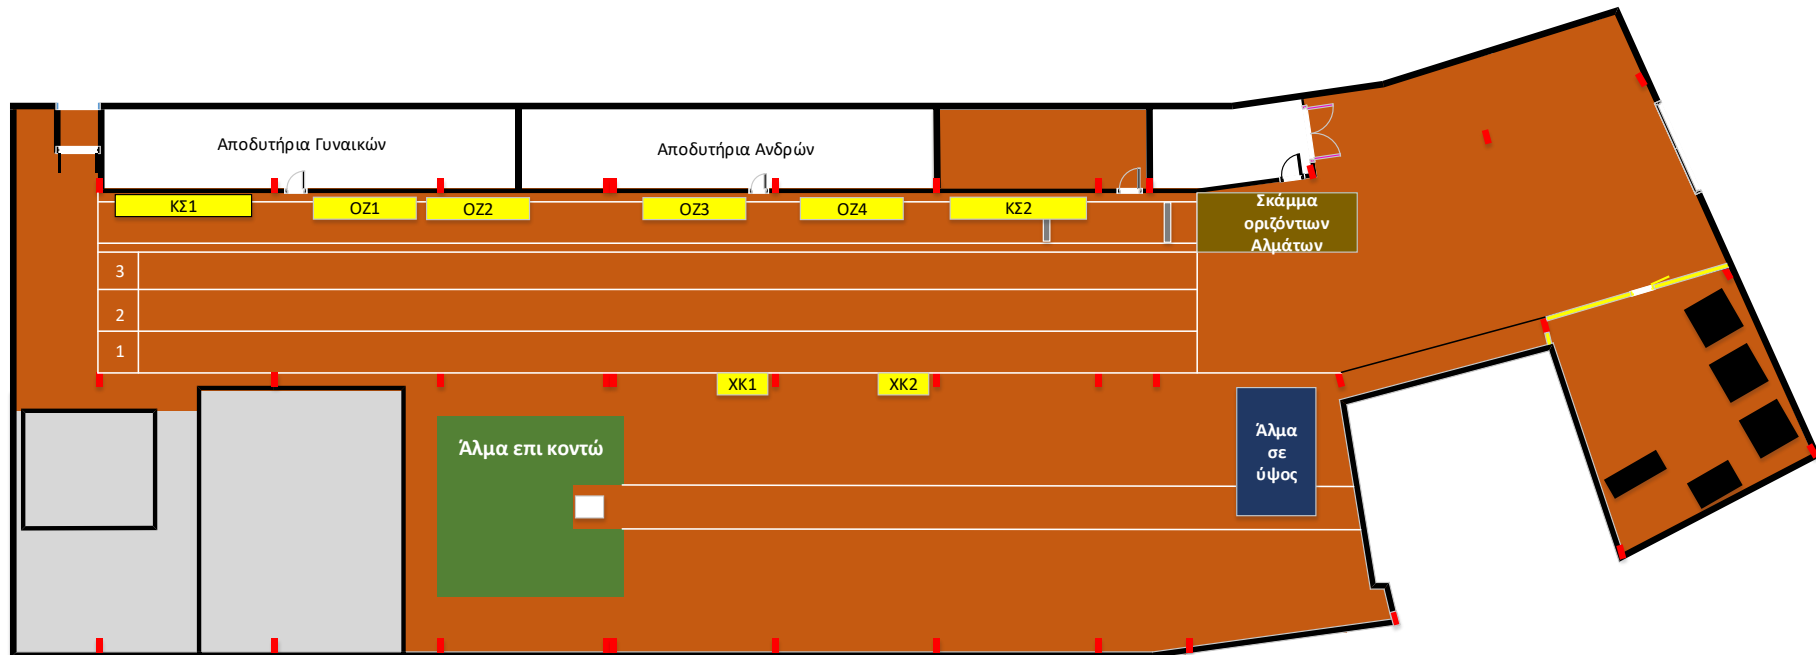 Αποδυτήρια Γυναικών
Αποδυτήρια Ανδρών
ΚΣ1
ΟΖ1
ΟΖ2
ΟΖ3
ΟΖ4
ΚΣ2
Σκάμμα
οριζόντιων
Αλμάτων
3
2
1
ΧΚ1
ΧΚ2
Άλμα επι κοντώ
Άλμα
σε
ύψος